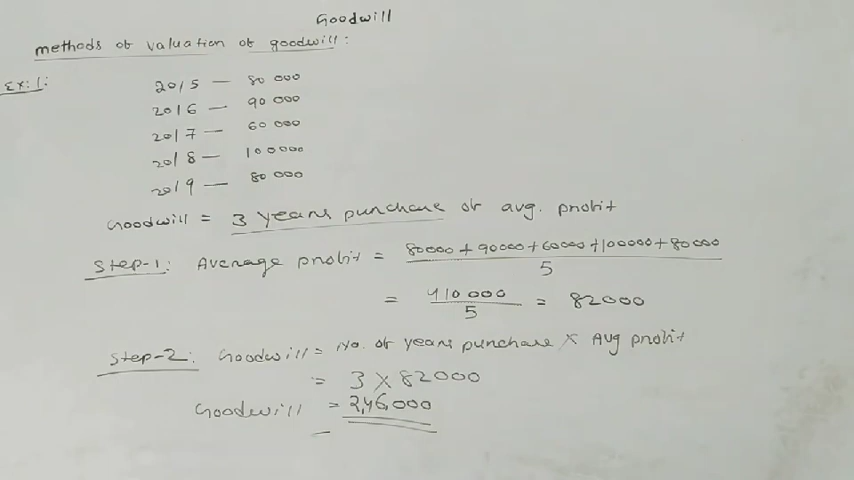 Goodwill
methods of valuation of goodwill:
Ex:1:
2015 — 80 000
2016 — 90 000
2017 — 60 000
2018 — 100000
2019 — 80 000
Goodwill = 3 years purchase of avg. profit
Step-1: Average profit = 80000 + 90000 + 60000 + 100000 + 80000
5
= 410 000 / 5 = 82000
Step-2: Goodwill = No. of years purchase × Avg profit
= 3 × 82000
Goodwill = 2,46,000